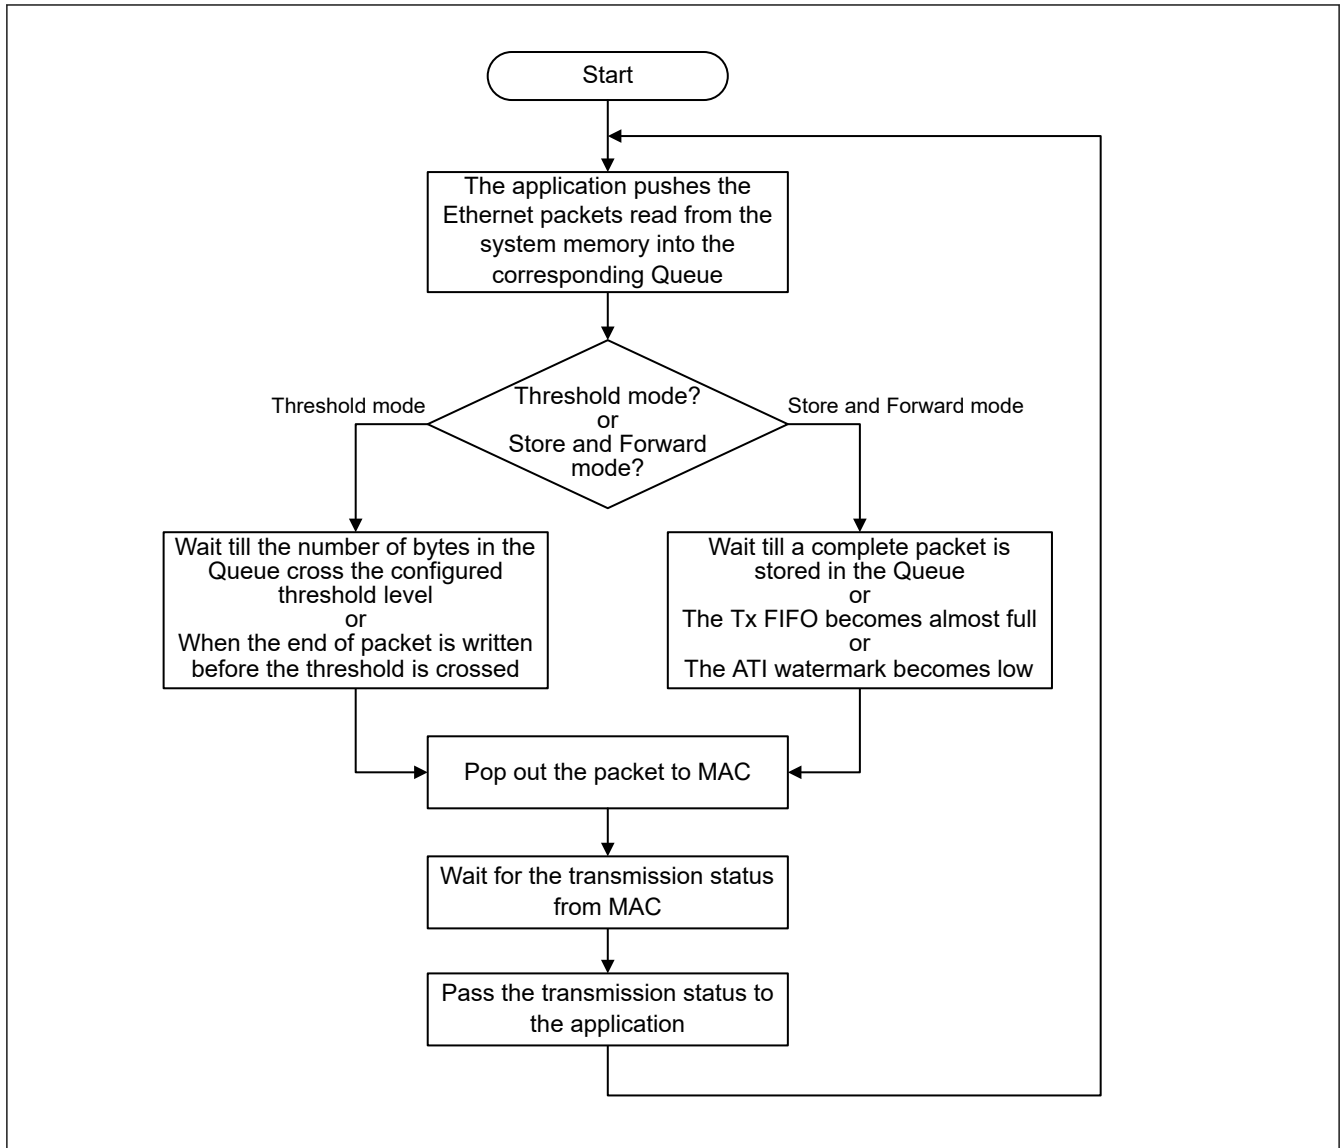 Start
The application pushes the
Ethernet packets read from the
system memory into the
corresponding Queue
Threshold mode
Threshold mode?
or
Store and Forward
mode?
Store and Forward mode
Wait till the number of bytes in the
Queue cross the configured
threshold level
or
When the end of packet is written
before the threshold is crossed
Wait till a complete packet is
stored in the Queue
or
The Tx FIFO becomes almost full
or
The ATI watermark becomes low
Pop out the packet to MAC
Wait for the transmission status
from MAC
Pass the transmission status to
the application